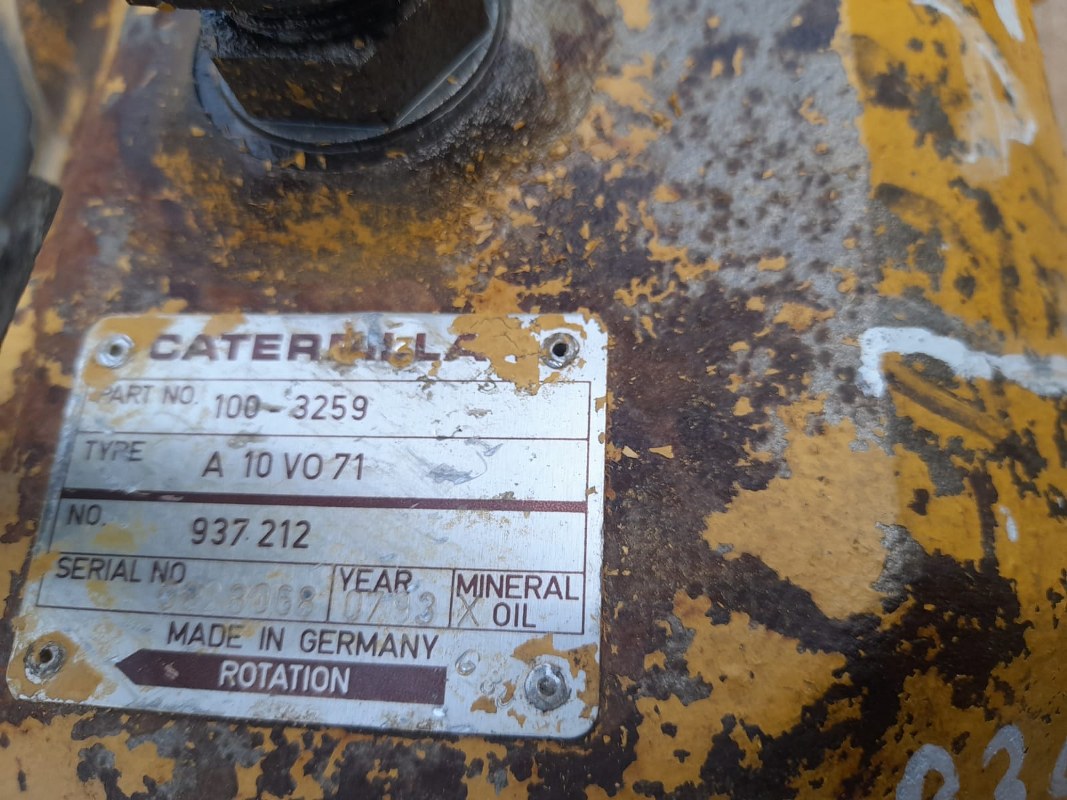 CATERPILLA
PART NO. 100-3259
TYPE A 10 VO 71
NO. 937 212
SERIAL NO YEAR MINERAL
X OIL
MADE IN GERMANY
ROTATION